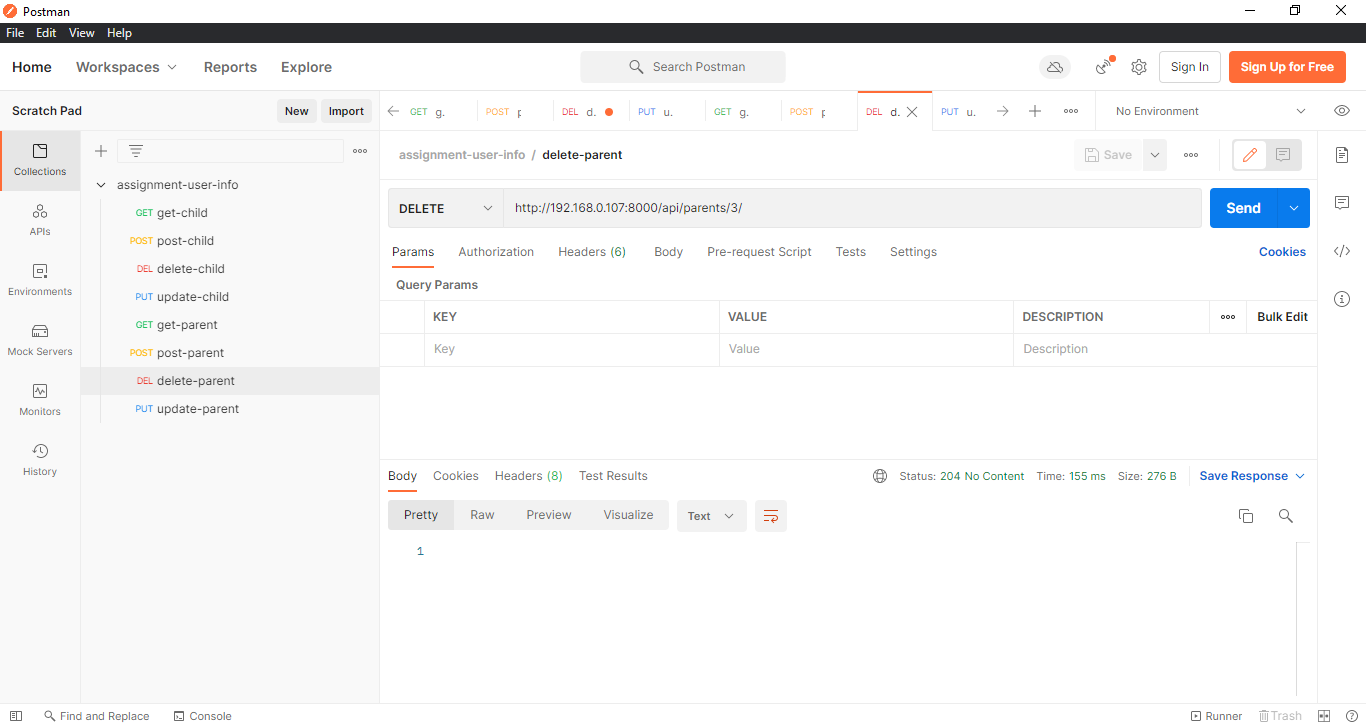 Postman
File Edit View Help
Home Workspaces Reports Explore Search Postman Sign In Sign Up for Free
Scratch Pad New Import GET g. POST p DEL d. PUT u. GET g. POST p DEL d. PUT u. No Environment
assignment-user-info / delete-parent Save
Collections
APIs
Environments
Mock Servers
Monitors
History
assignment-user-info
GET get-child
POST post-child
DEL delete-child
PUT update-child
GET get-parent
POST post-parent
DEL delete-parent
PUT update-parent
DELETE http://192.168.0.107:8000/api/parents/3/ Send
Params Authorization Headers (6) Body Pre-request Script Tests Settings Cookies
Query Params
KEY VALUE DESCRIPTION Bulk Edit
Key Value Description
Body Cookies Headers (8) Test Results Status: 204 No Content Time: 155 ms Size: 276 B Save Response
Pretty Raw Preview Visualize Text
1
Find and Replace Console Runner Trash